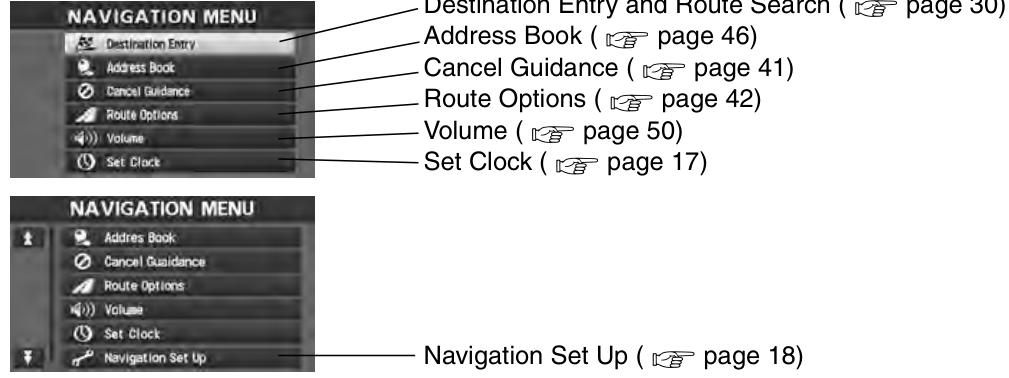 NAVIGATION MENU
Destination Entry
Address Book
Cancel Guidance
Route Options
Volume
Set Clock
Destination Entry and Route Search ( ☞ page 30)
Address Book ( ☞ page 46)
Cancel Guidance ( ☞ page 41)
Route Options ( ☞ page 42)
Volume ( ☞ page 50)
Set Clock ( ☞ page 17)
NAVIGATION MENU
Addres Book
Cancel Guaidance
Route Options
Volume
Set Clock
Navigation Set Up
Navigation Set Up ( ☞ page 18)